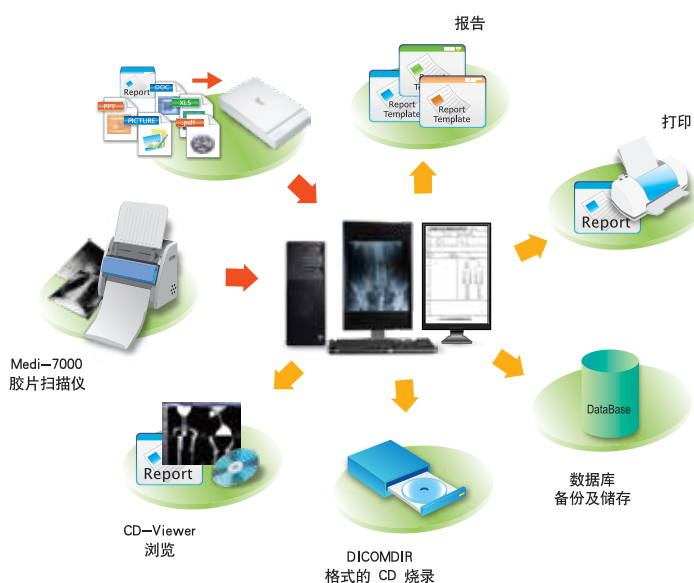 报告
DOC
Report
XLS
PPT
PICTURE
.pdf
Report
Template
Report
Template
打印
Report
Medi-7000
胶片扫描仪
DataBase
数据库
备份及储存
Report
CD-Viewer
浏览
DICOMDIR
格式的 CD 烧录